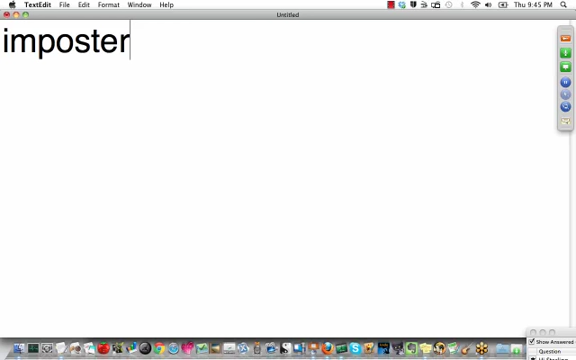 TextEdit File Edit Format Window Help Thu 9:45 PM
Untitled
imposter
Show Answered
Question